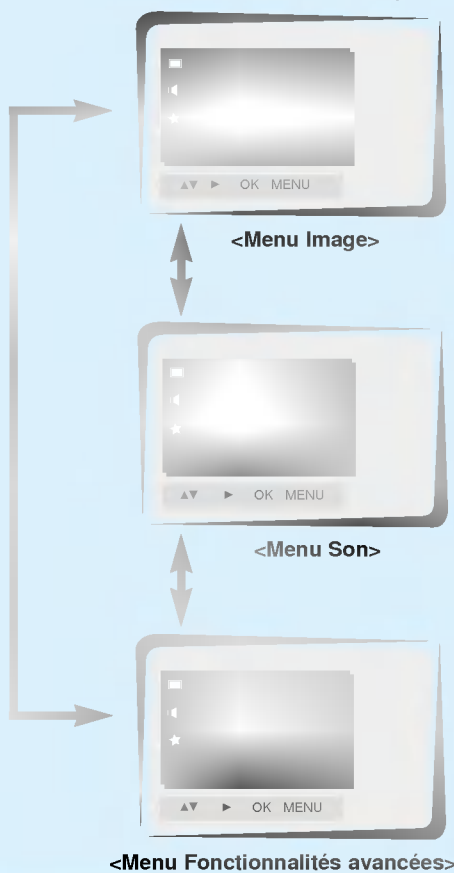 ▲▼ ► OK MENU
<Menu Image>
▲▼ ► OK MENU
<Menu Son>
▲▼ ► OK MENU
<Menu Fonctionnalités avancées>